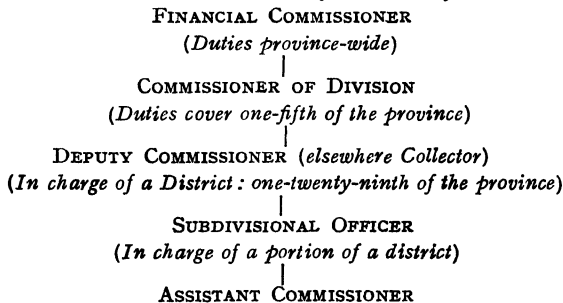 FINANCIAL COMMISSIONER
(Duties province-wide)
COMMISSIONER OF DIVISION
(Duties cover one-fifth of the province)
DEPUTY COMMISSIONER (elsewhere Collector)
(In charge of a District : one-twenty-ninth of the province)
SUBDIVISIONAL OFFICER
(In charge of a portion of a district)
ASSISTANT COMMISSIONER